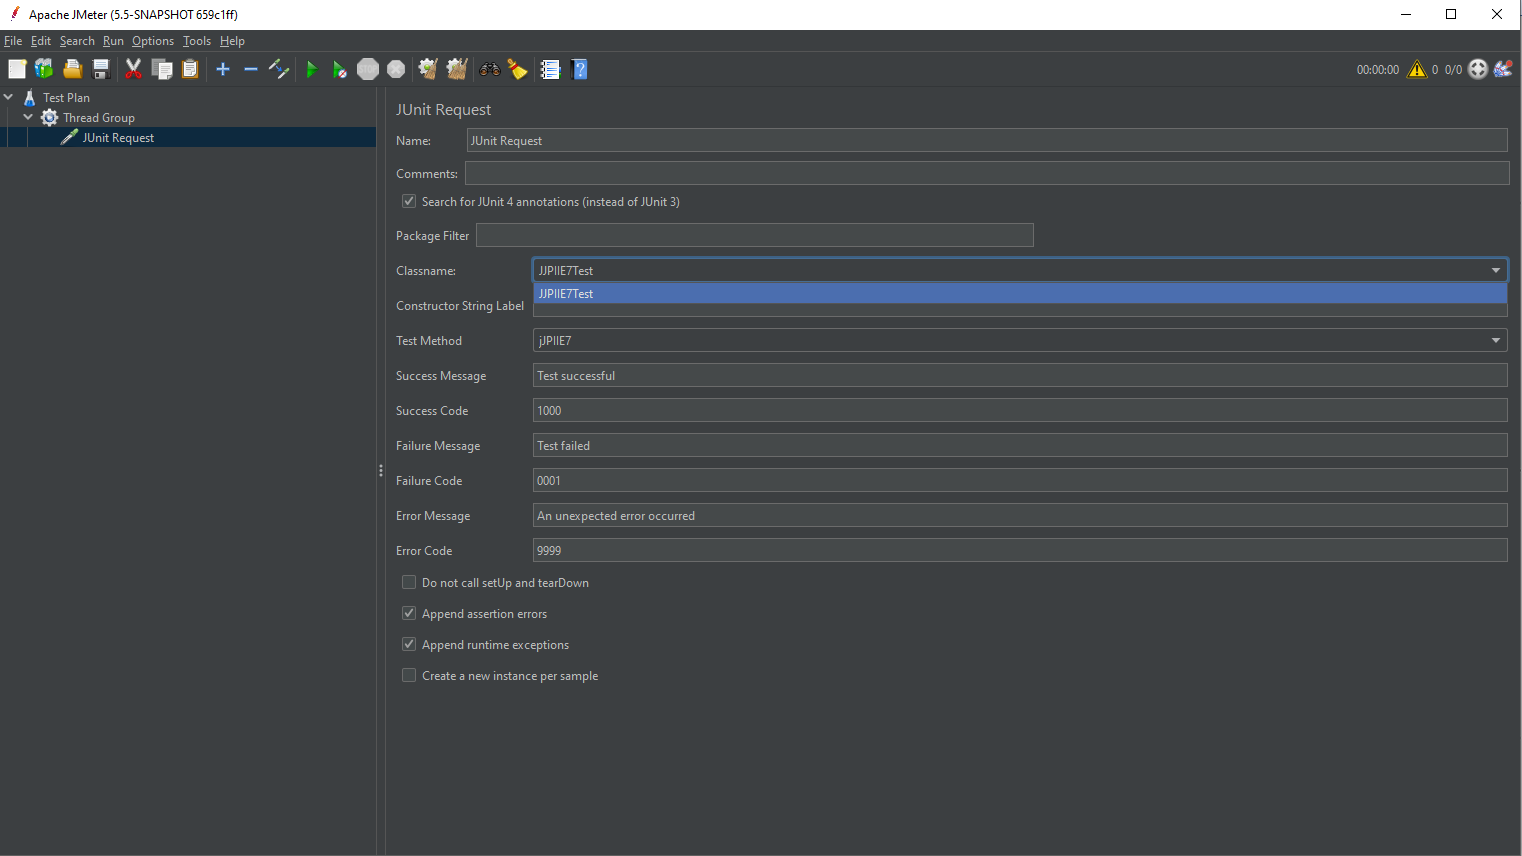 Apache JMeter (5.5-SNAPSHOT 659c1ff)
File Edit Search Run Options Tools Help
STOP
00:00:00 0 0/0
Test Plan
Thread Group
JUnit Request
JUnit Request
Name: JUnit Request
Comments:
Search for JUnit 4 annotations (instead of JUnit 3)
Package Filter
Classname: JJPIIE7Test
JJPIIE7Test
Constructor String Label
Test Method jJPIIE7
Success Message Test successful
Success Code 1000
Failure Message Test failed
Failure Code 0001
Error Message An unexpected error occurred
Error Code 9999
Do not call setUp and tearDown
Append assertion errors
Append runtime exceptions
Create a new instance per sample